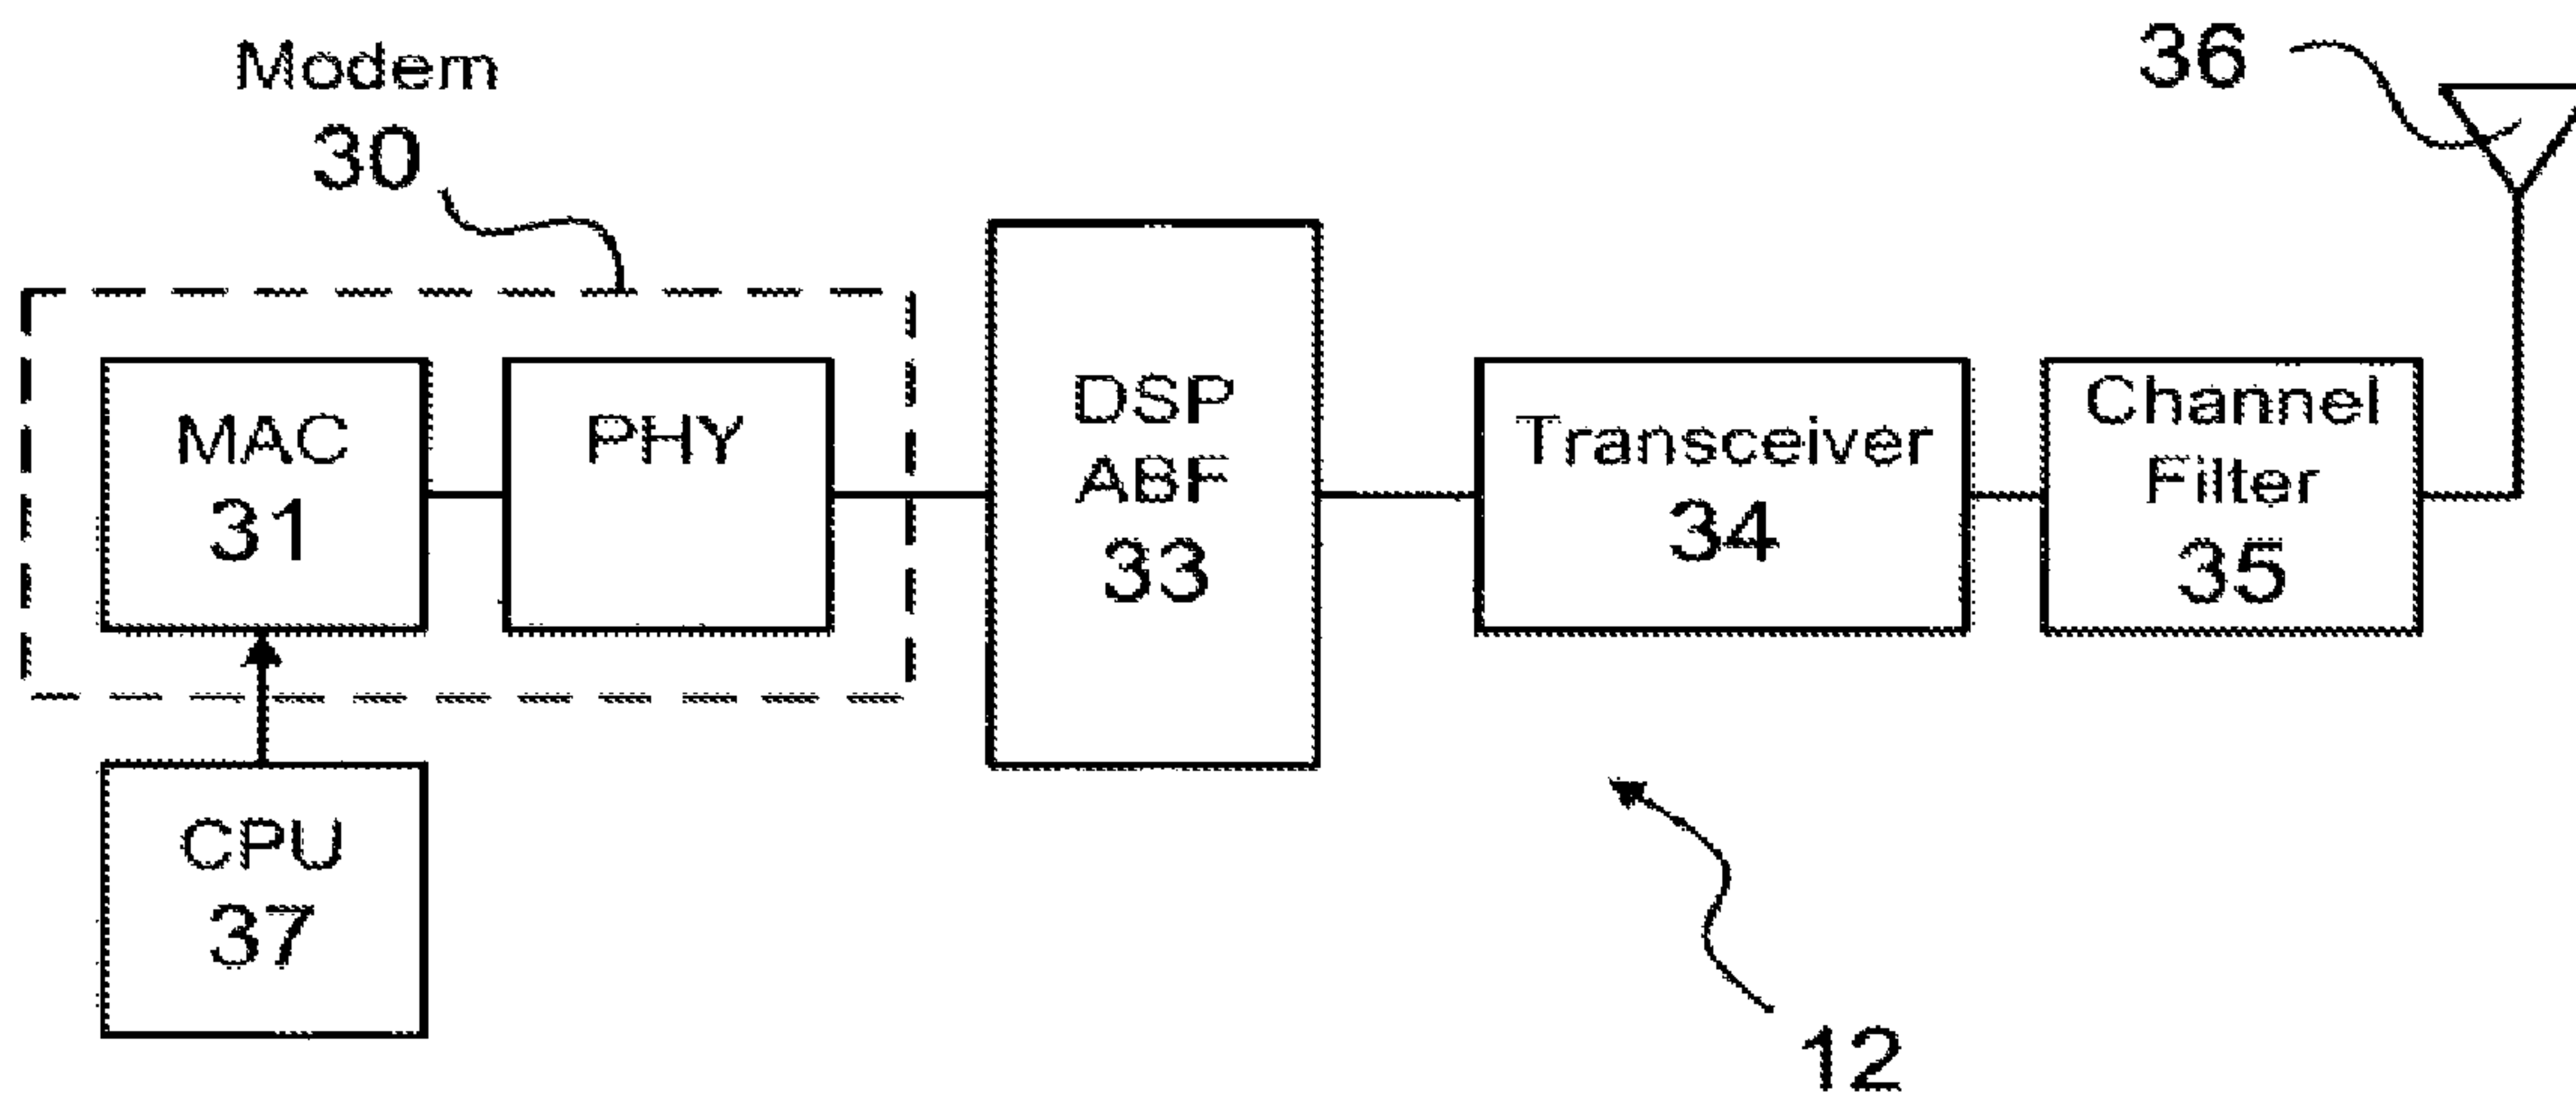 Modem
30
36
MAC
31
PHY
DSP
ABF
33
Transceiver
34
Channel
Filter
35
CPU
37
12